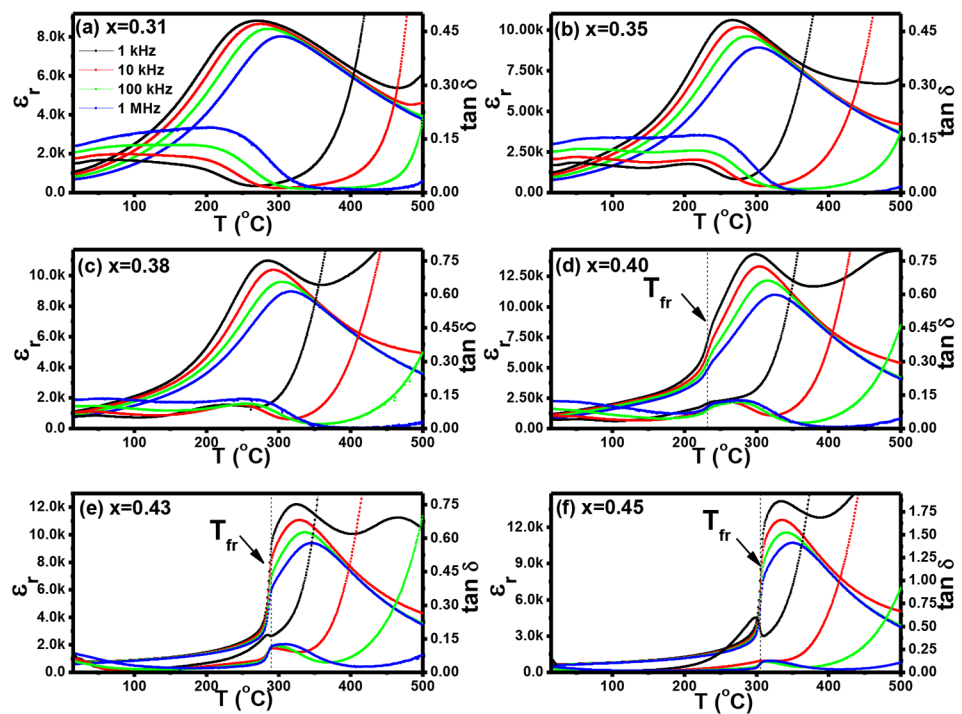 (a) x=0.31
1 kHz
10 kHz
100 kHz
1 MHz
εr
8.0k
6.0k
4.0k
2.0k
0.0
100 200 300 400 500
T (°C)
0.45
0.30
0.15
0.00
tan δ
(b) x=0.35
εr
10.00k
7.50k
5.00k
2.50k
0.00
100 200 300 400 500
T (°C)
0.45
0.30
0.15
0.00
tan δ
(c) x=0.38
εr
10.0k
8.0k
6.0k
4.0k
2.0k
0.0
100 200 300 400 500
T (°C)
0.75
0.60
0.45
0.30
0.15
0.00
tan δ
(d) x=0.40
Tfr
εr
12.50k
10.00k
7.50k
5.00k
2.50k
0.00
100 200 300 400 500
T (°C)
0.75
0.60
0.45
0.30
0.15
0.00
tan δ
(e) x=0.43
Tfr
εr
12.0k
10.0k
8.0k
6.0k
4.0k
2.0k
0.0
100 200 300 400 500
T (°C)
0.75
0.60
0.45
0.30
0.15
0.00
tan δ
(f) x=0.45
Tfr
εr
12.0k
9.0k
6.0k
3.0k
0.0
100 200 300 400 500
T (°C)
1.75
1.50
1.25
1.00
0.75
0.50
0.25
0.00
tan δ